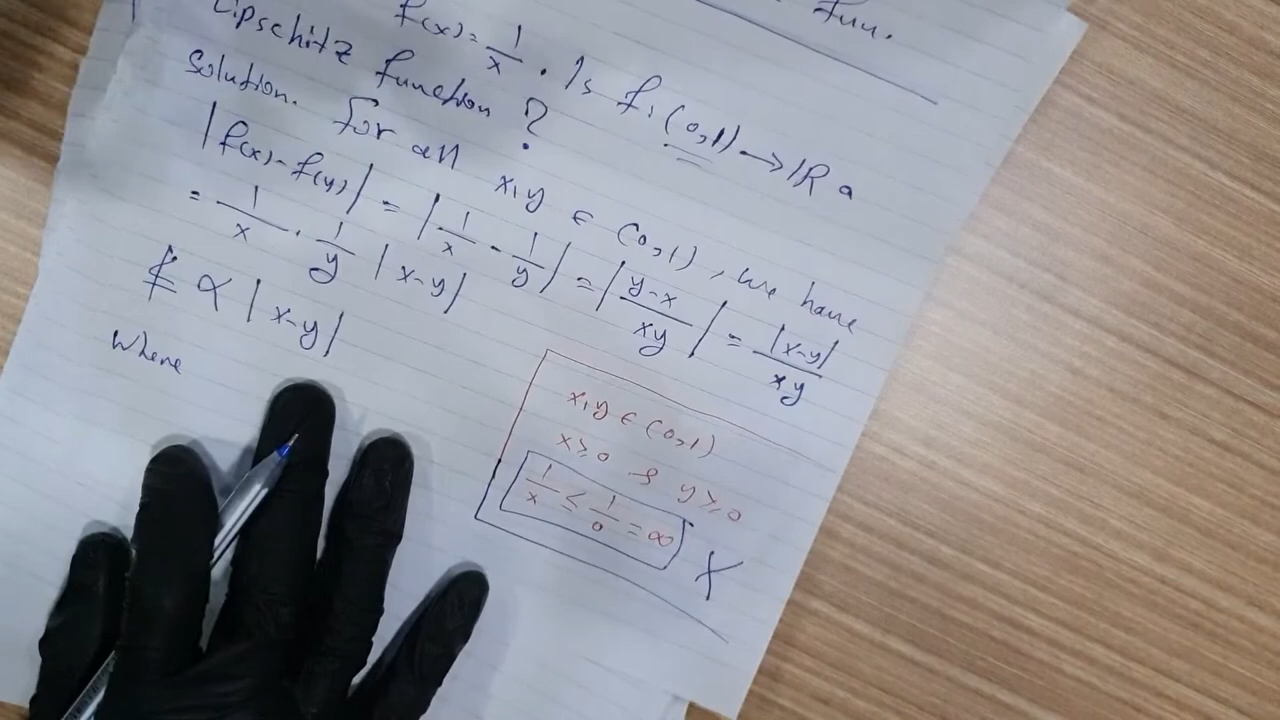 Fun.
f(x) = 1/x . Is f: (0,1) → IR a
Lipschitz function ?
Solution. For all x,y ∈ (0,1), we have
|f(x) - f(y)| = |1/x - 1/y| = |y-x/xy| = |x-y|/xy
= 1/x . 1/y |x-y|
≰ α |x-y|
Where
x,y ∈ (0,1)
x ≥ 0 & y ≥ 0
1/x ≤ 1/0 = ∞ X